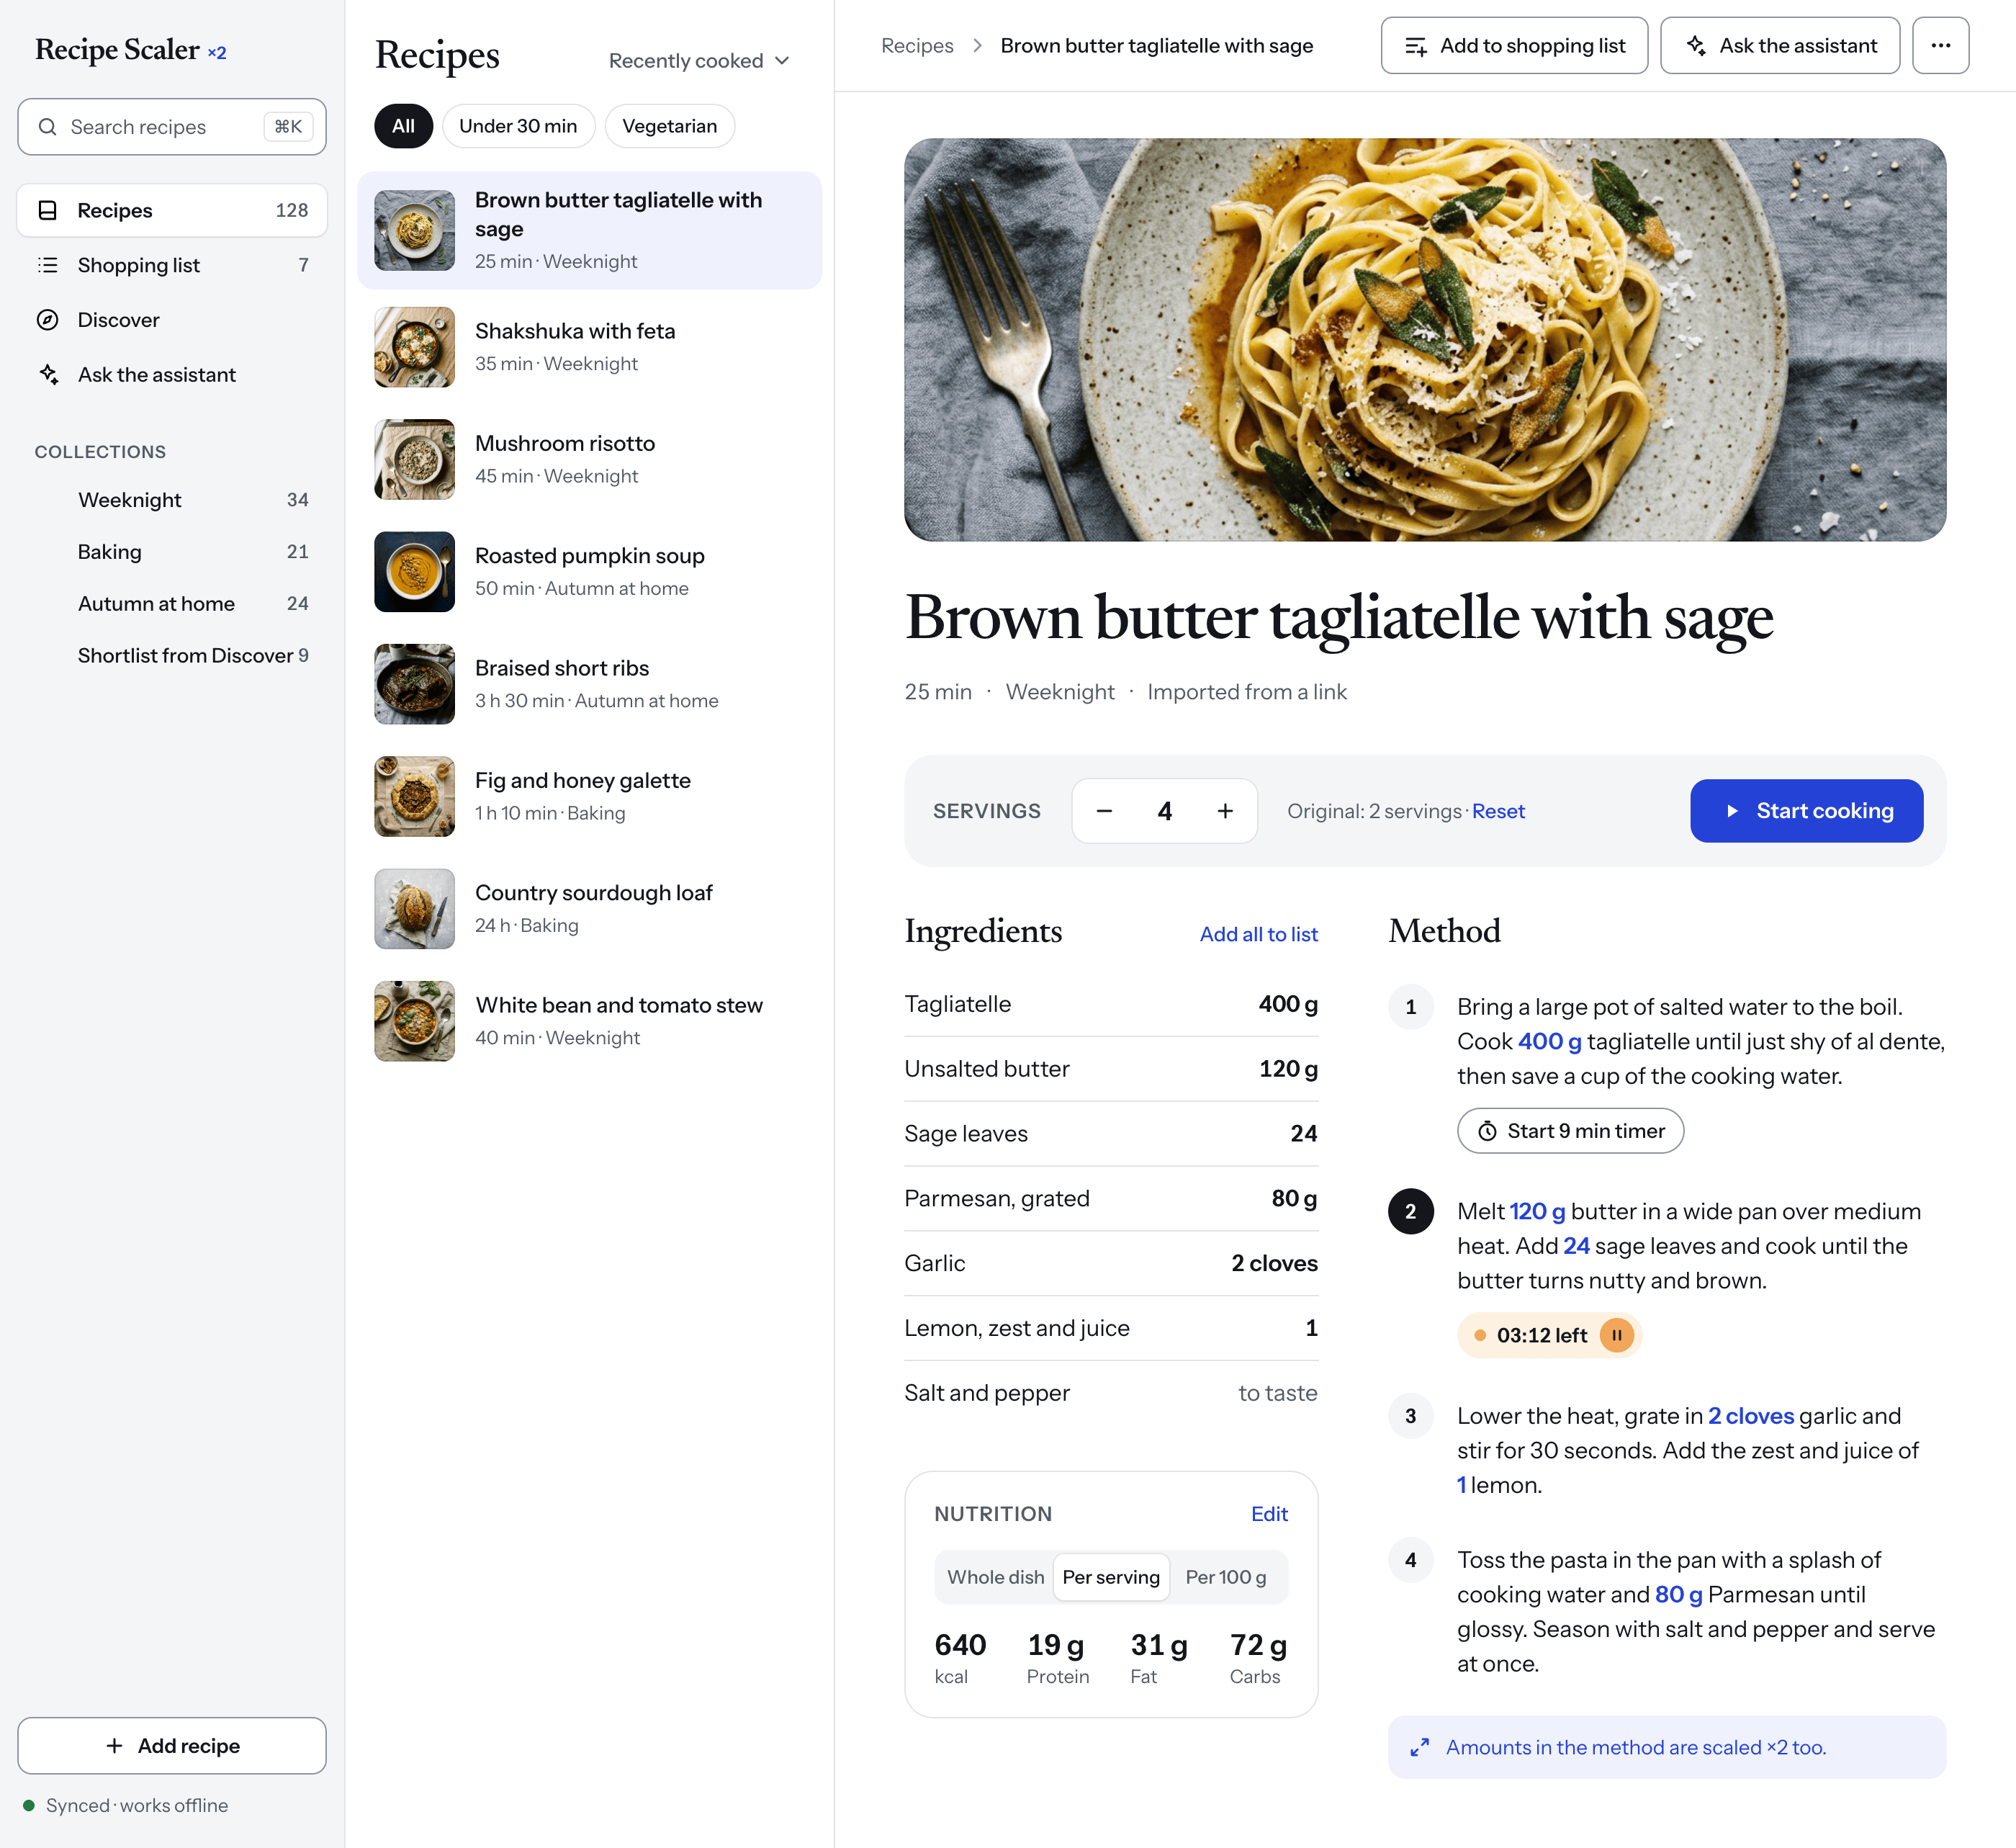 Recipe Scaler ×2
Search recipes ⌘K
Recipes 128
Shopping list 7
Discover
Ask the assistant
COLLECTIONS
Weeknight 34
Baking 21
Autumn at home 24
Shortlist from Discover 9
Add recipe
Synced · works offline
Recipes
Recently cooked
All
Under 30 min
Vegetarian
Brown butter tagliatelle with
sage
25 min · Weeknight
Shakshuka with feta
35 min · Weeknight
Mushroom risotto
45 min · Weeknight
Roasted pumpkin soup
50 min · Autumn at home
Braised short ribs
3 h 30 min · Autumn at home
Fig and honey galette
1 h 10 min · Baking
Country sourdough loaf
24 h · Baking
White bean and tomato stew
40 min · Weeknight
Recipes > Brown butter tagliatelle with sage
Add to shopping list
Ask the assistant
Brown butter tagliatelle with sage
25 min · Weeknight · Imported from a link
SERVINGS
− 4 +
Original: 2 servings · Reset
Start cooking
Ingredients
Add all to list
Tagliatelle 400 g
Unsalted butter 120 g
Sage leaves 24
Parmesan, grated 80 g
Garlic 2 cloves
Lemon, zest and juice 1
Salt and pepper to taste
NUTRITION
Edit
Whole dish
Per serving
Per 100 g
640 19 g 31 g 72 g
kcal Protein Fat Carbs
Method
1 Bring a large pot of salted water to the boil.
Cook 400 g tagliatelle until just shy of al dente,
then save a cup of the cooking water.
Start 9 min timer
2 Melt 120 g butter in a wide pan over medium
heat. Add 24 sage leaves and cook until the
butter turns nutty and brown.
03:12 left
3 Lower the heat, grate in 2 cloves garlic and
stir for 30 seconds. Add the zest and juice of
1 lemon.
4 Toss the pasta in the pan with a splash of
cooking water and 80 g Parmesan until
glossy. Season with salt and pepper and serve
at once.
Amounts in the method are scaled ×2 too.